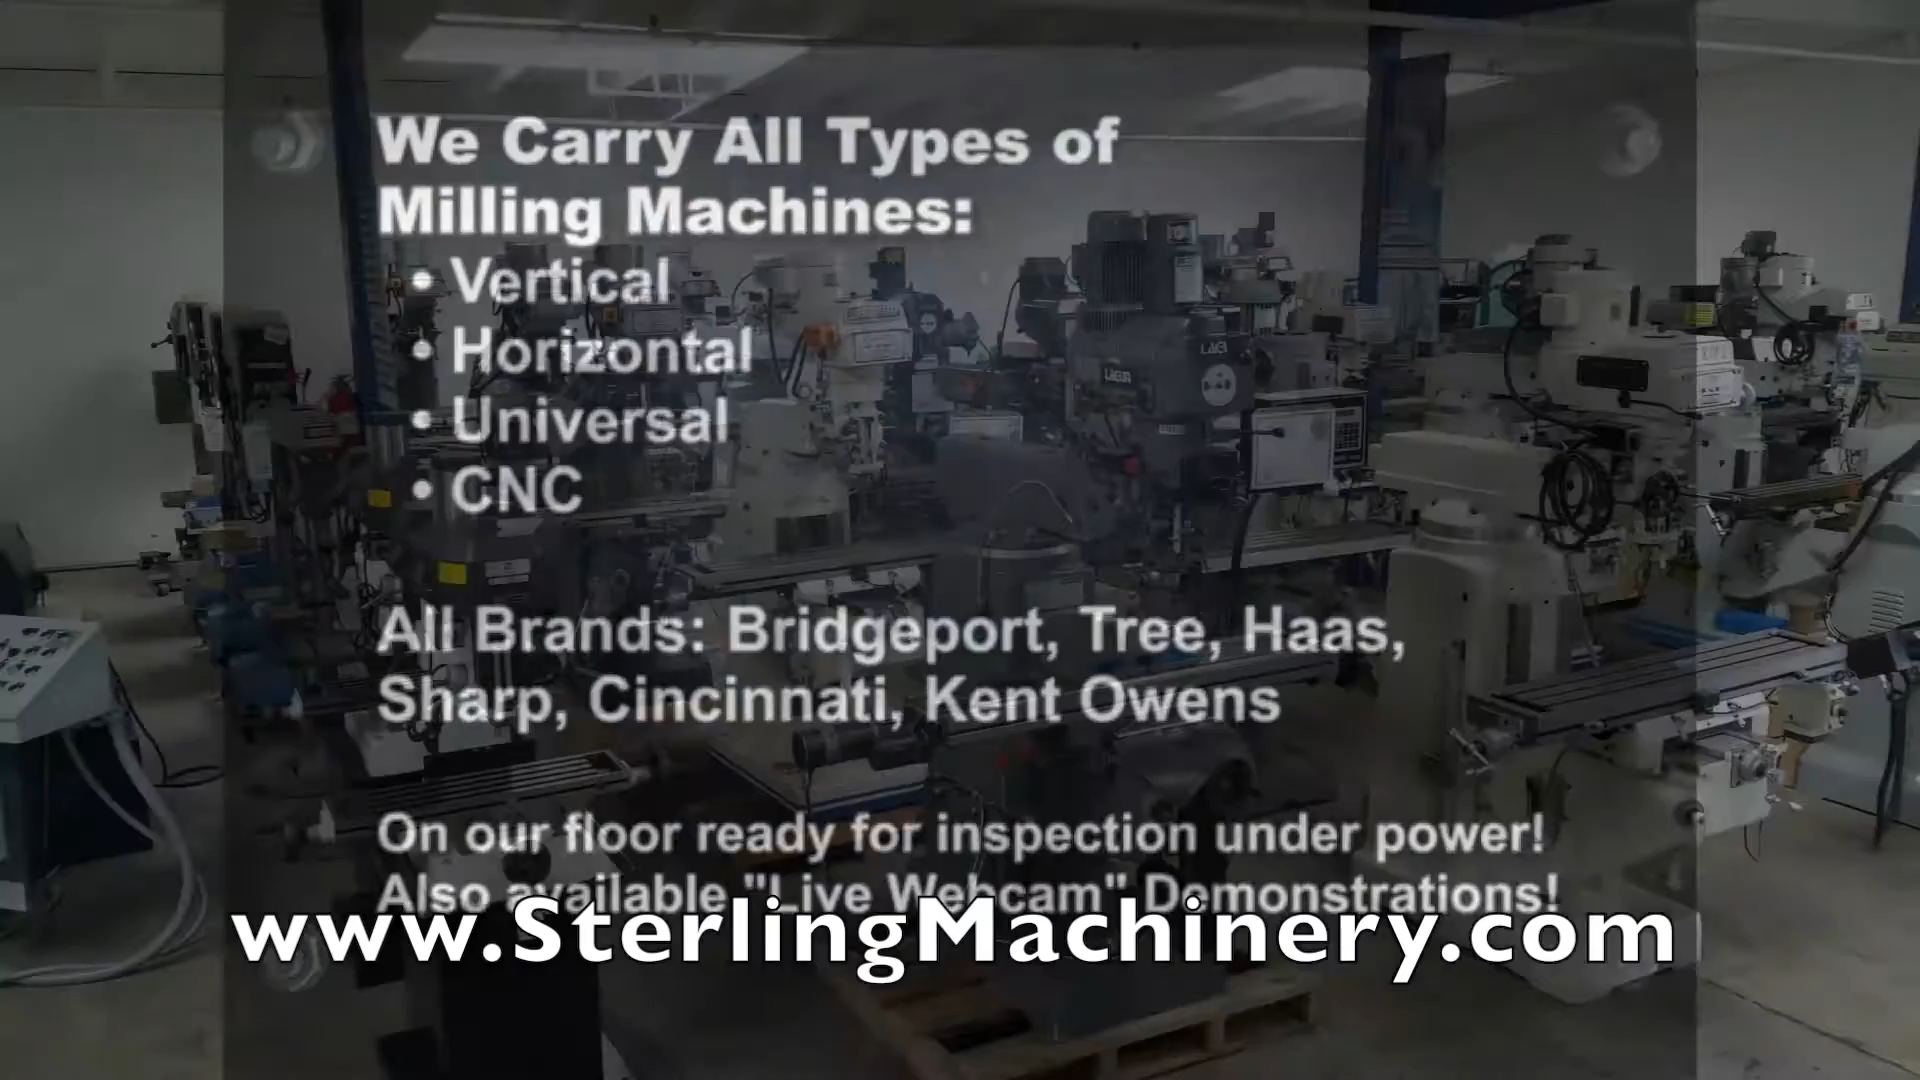 We Carry All Types of
Milling Machines:
• Vertical
• Horizontal
• Universal
• CNC
All Brands: Bridgeport, Tree, Haas,
Sharp, Cincinnati, Kent Owens
On our floor ready for inspection under power!
Also available "Live Webcam" Demonstrations!
www.SterlingMachinery.com
LAGUN